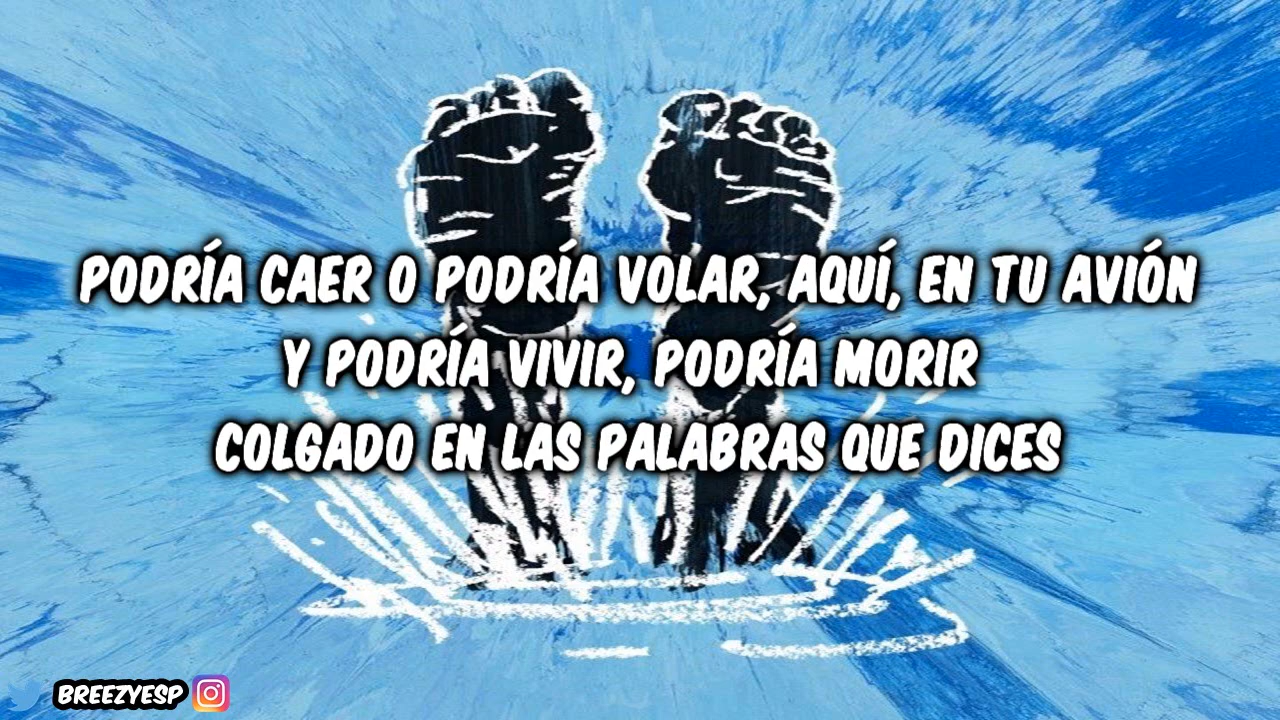 PODRÍA CAER O PODRÍA VOLAR, AQUÍ, EN TU AVIÓN
Y PODRÍA VIVIR, PODRÍA MORIR
COLGADO EN LAS PALABRAS QUE DICES
BREEZYESP